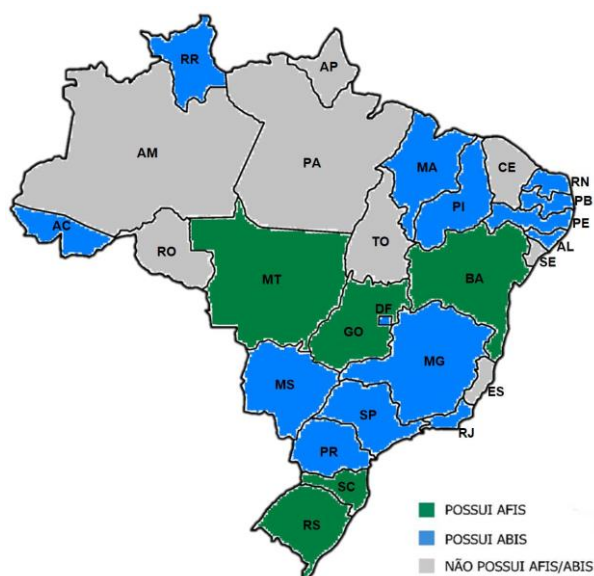 RR
AP
AM
PA
MA
CE
RN
PB
PI
PE
AL
SE
AC
RO
TO
MT
BA
DF
GO
MG
MS
ES
SP
RJ
PR
SC
RS
POSSUI AFIS
POSSUI ABIS
NÃO POSSUI AFIS/ABIS